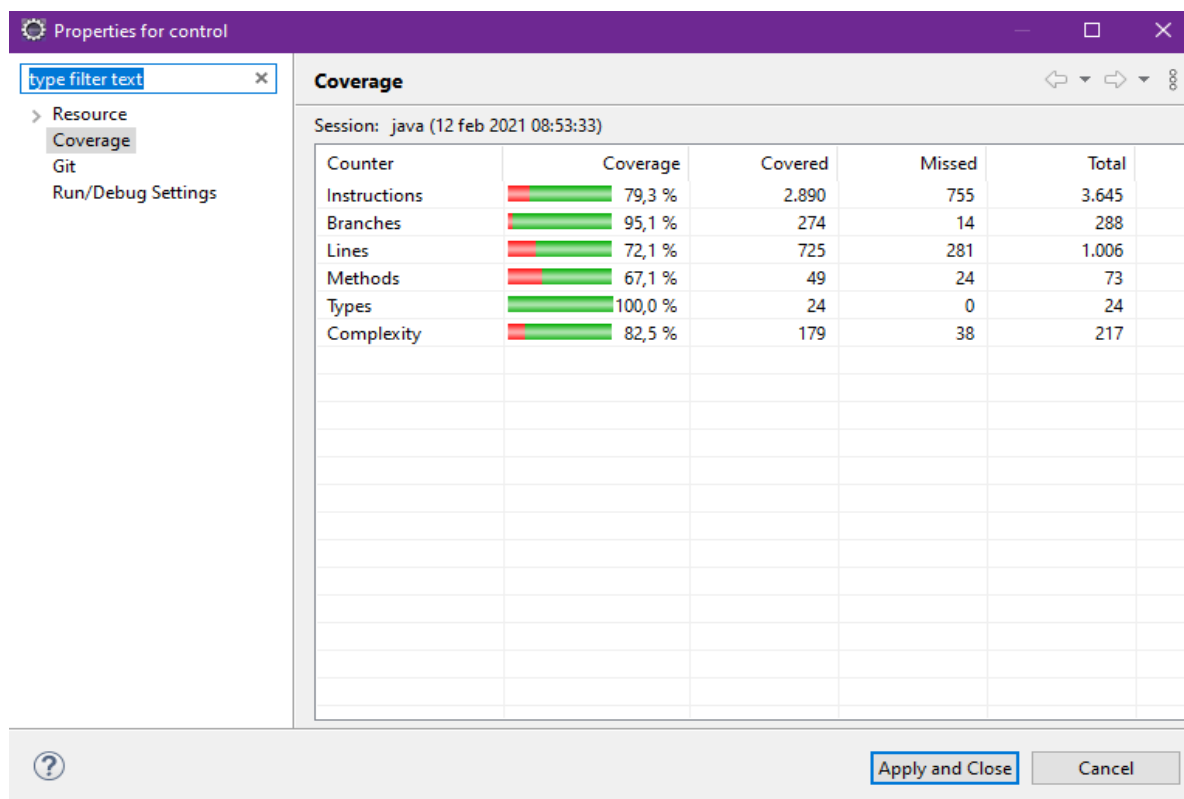 Properties for control
type filter text
Resource
Coverage
Git
Run/Debug Settings
Coverage
Session: java (12 feb 2021 08:53:33)
Counter Coverage Covered Missed Total
Instructions 79,3 % 2.890 755 3.645
Branches 95,1 % 274 14 288
Lines 72,1 % 725 281 1.006
Methods 67,1 % 49 24 73
Types 100,0 % 24 0 24
Complexity 82,5 % 179 38 217
?
Apply and Close Cancel